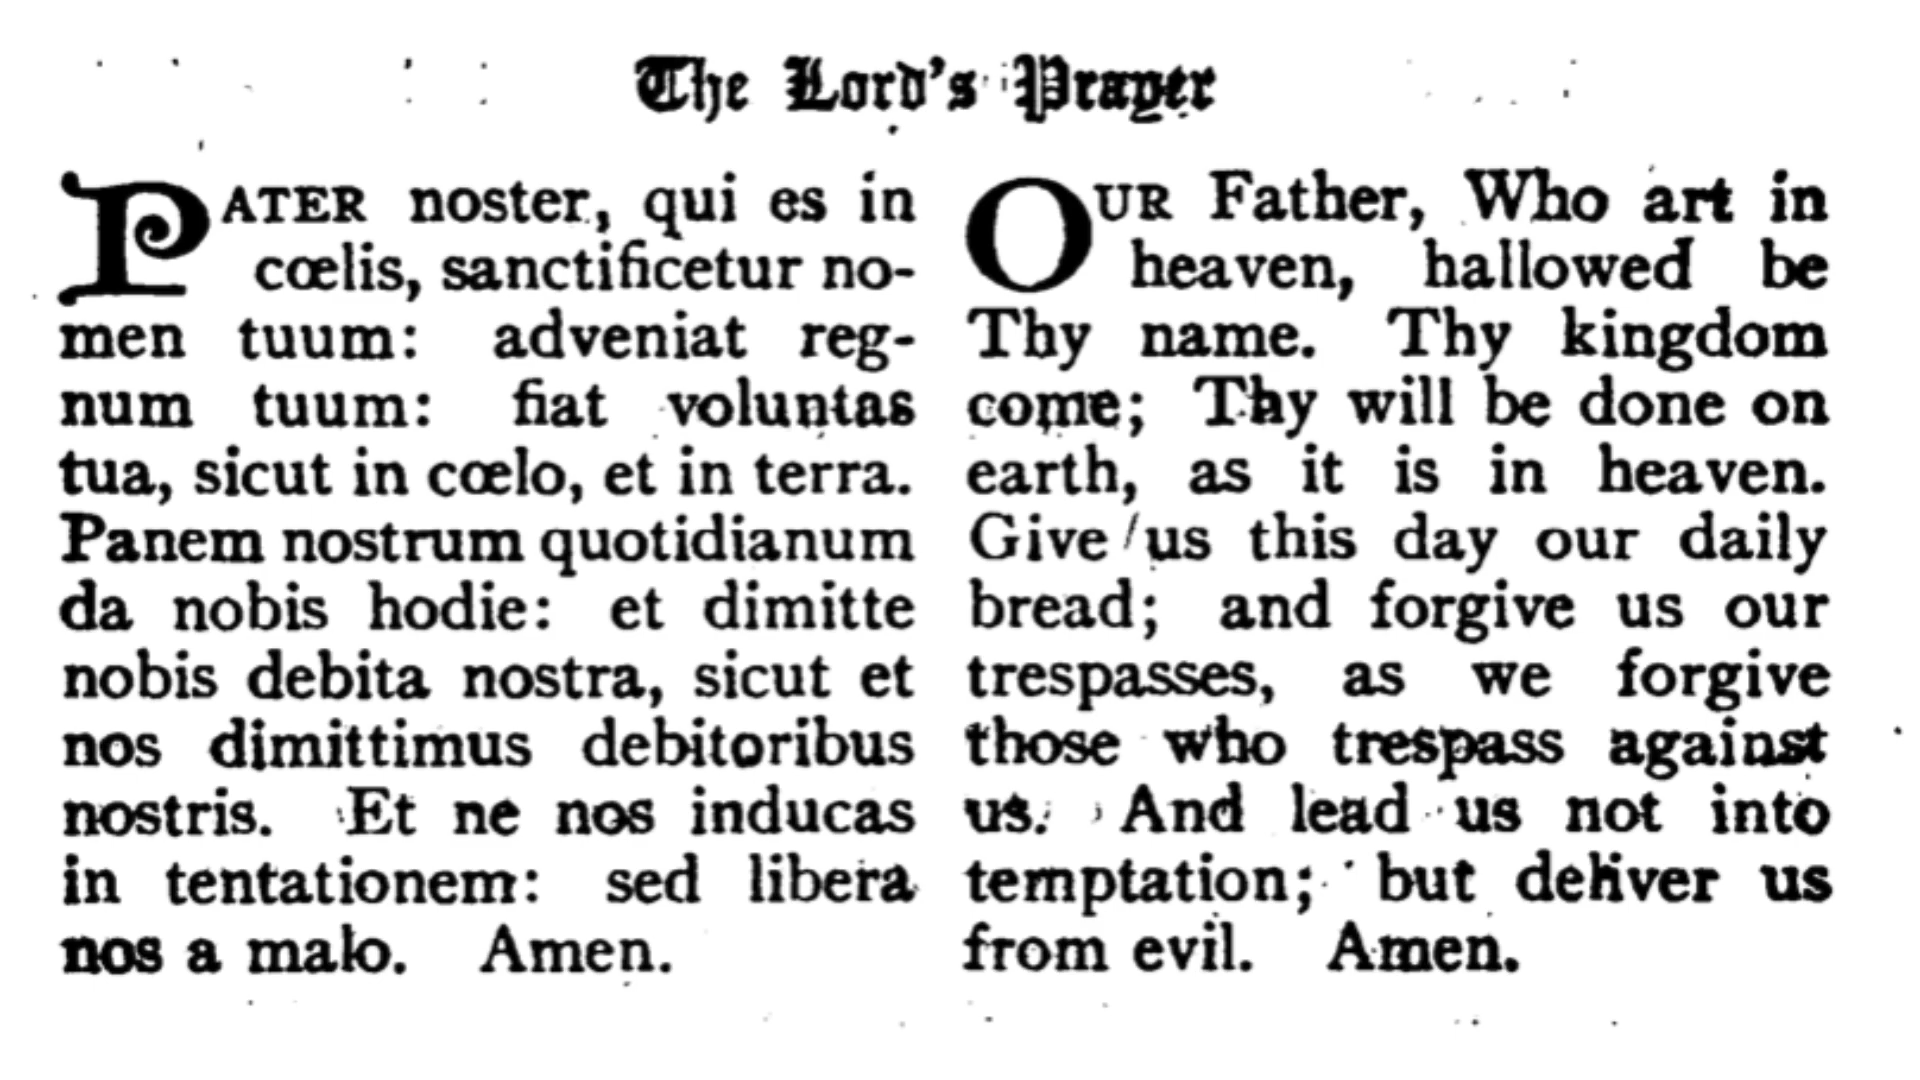 The Lord's Prayer
PATER noster, qui es in
cœlis, sanctificetur no-
men tuum: adveniat reg-
num tuum: fiat voluntas
tua, sicut in cœlo, et in terra.
Panem nostrum quotidianum
da nobis hodie: et dimitte
nobis debita nostra, sicut et
nos dimittimus debitoribus
nostris. Et ne nos inducas
in tentationem: sed libera
nos a malo. Amen.
OUR Father, Who art in
heaven, hallowed be
Thy name. Thy kingdom
come; Thy will be done on
earth, as it is in heaven.
Give us this day our daily
bread; and forgive us our
trespasses, as we forgive
those who trespass against
us. And lead us not into
temptation; but deliver us
from evil. Amen.